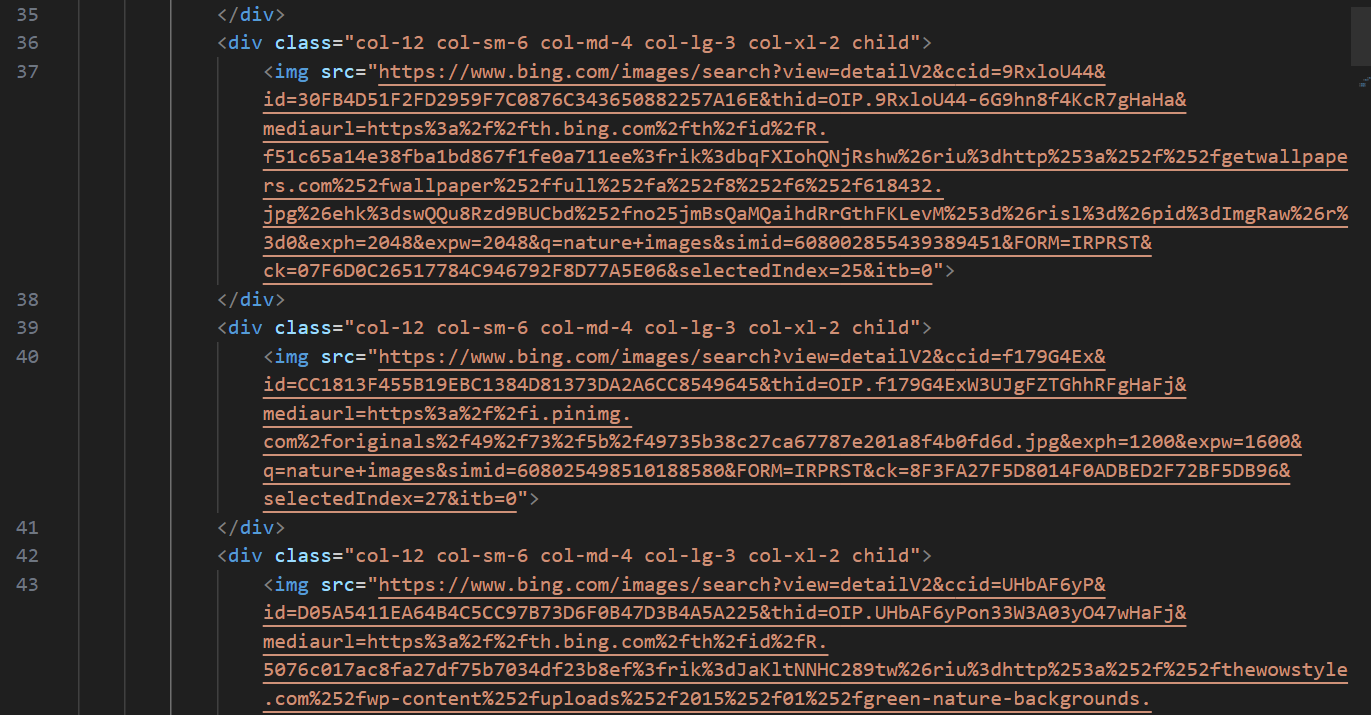 35 </div>
36 <div class="col-12 col-sm-6 col-md-4 col-lg-3 col-xl-2 child">
37 <img src="https://www.bing.com/images/search?view=detailV2&ccid=9RxloU44&
id=30FB4D51F2FD2959F7C0876C343650882257A16E&thid=OIP.9RxloU44-6G9hn8f4KcR7gHaHa&
mediaurl=https%3a%2f%2fth.bing.com%2fth%2fid%2fR.
f51c65a14e38fba1bd867f1fe0a711ee%3frik%3dbqFXIohQNjRshw%26riu%3dhttp%253a%252f%252fgetwallpape
rs.com%252fwallpaper%252ffull%252fa%252f8%252f6%252f618432.
jpg%26ehk%3dswQQu8Rzd9BUCbd%252fno25jmBsQaMQaihdRrGthFKLevM%253d%26risl%3d%26pid%3dImgRaw%26r%
3d0&exph=2048&expw=2048&q=nature+images&simid=608002855439389451&FORM=IRPRST&
ck=07F6D0C26517784C946792F8D77A5E06&selectedIndex=25&itb=0">
38 </div>
39 <div class="col-12 col-sm-6 col-md-4 col-lg-3 col-xl-2 child">
40 <img src="https://www.bing.com/images/search?view=detailV2&ccid=f179G4Ex&
id=CC1813F455B19EBC1384D81373DA2A6CC8549645&thid=OIP.f179G4ExW3UJgFZTGhhRFgHaFj&
mediaurl=https%3a%2f%2fi.pinimg.
com%2foriginals%2f49%2f73%2f5b%2f49735b38c27ca67787e201a8f4b0fd6d.jpg&exph=1200&expw=1600&
q=nature+images&simid=608025498510188580&FORM=IRPRST&ck=8F3FA27F5D8014F0ADBED2F72BF5DB96&
selectedIndex=27&itb=0">
41 </div>
42 <div class="col-12 col-sm-6 col-md-4 col-lg-3 col-xl-2 child">
43 <img src="https://www.bing.com/images/search?view=detailV2&ccid=UHbAF6yP&
id=D05A5411EA64B4C5CC97B73D6F0B47D3B4A5A225&thid=OIP.UHbAF6yPon33W3A03yO47wHaFj&
mediaurl=https%3a%2f%2fth.bing.com%2fth%2fid%2fR.
5076c017ac8fa27df75b7034df23b8ef%3frik%3dJaKltNNHC289tw%26riu%3dhttp%253a%252f%252fthewowstyle
.com%252fwp-content%252fuploads%252f2015%252f01%252fgreen-nature-backgrounds.